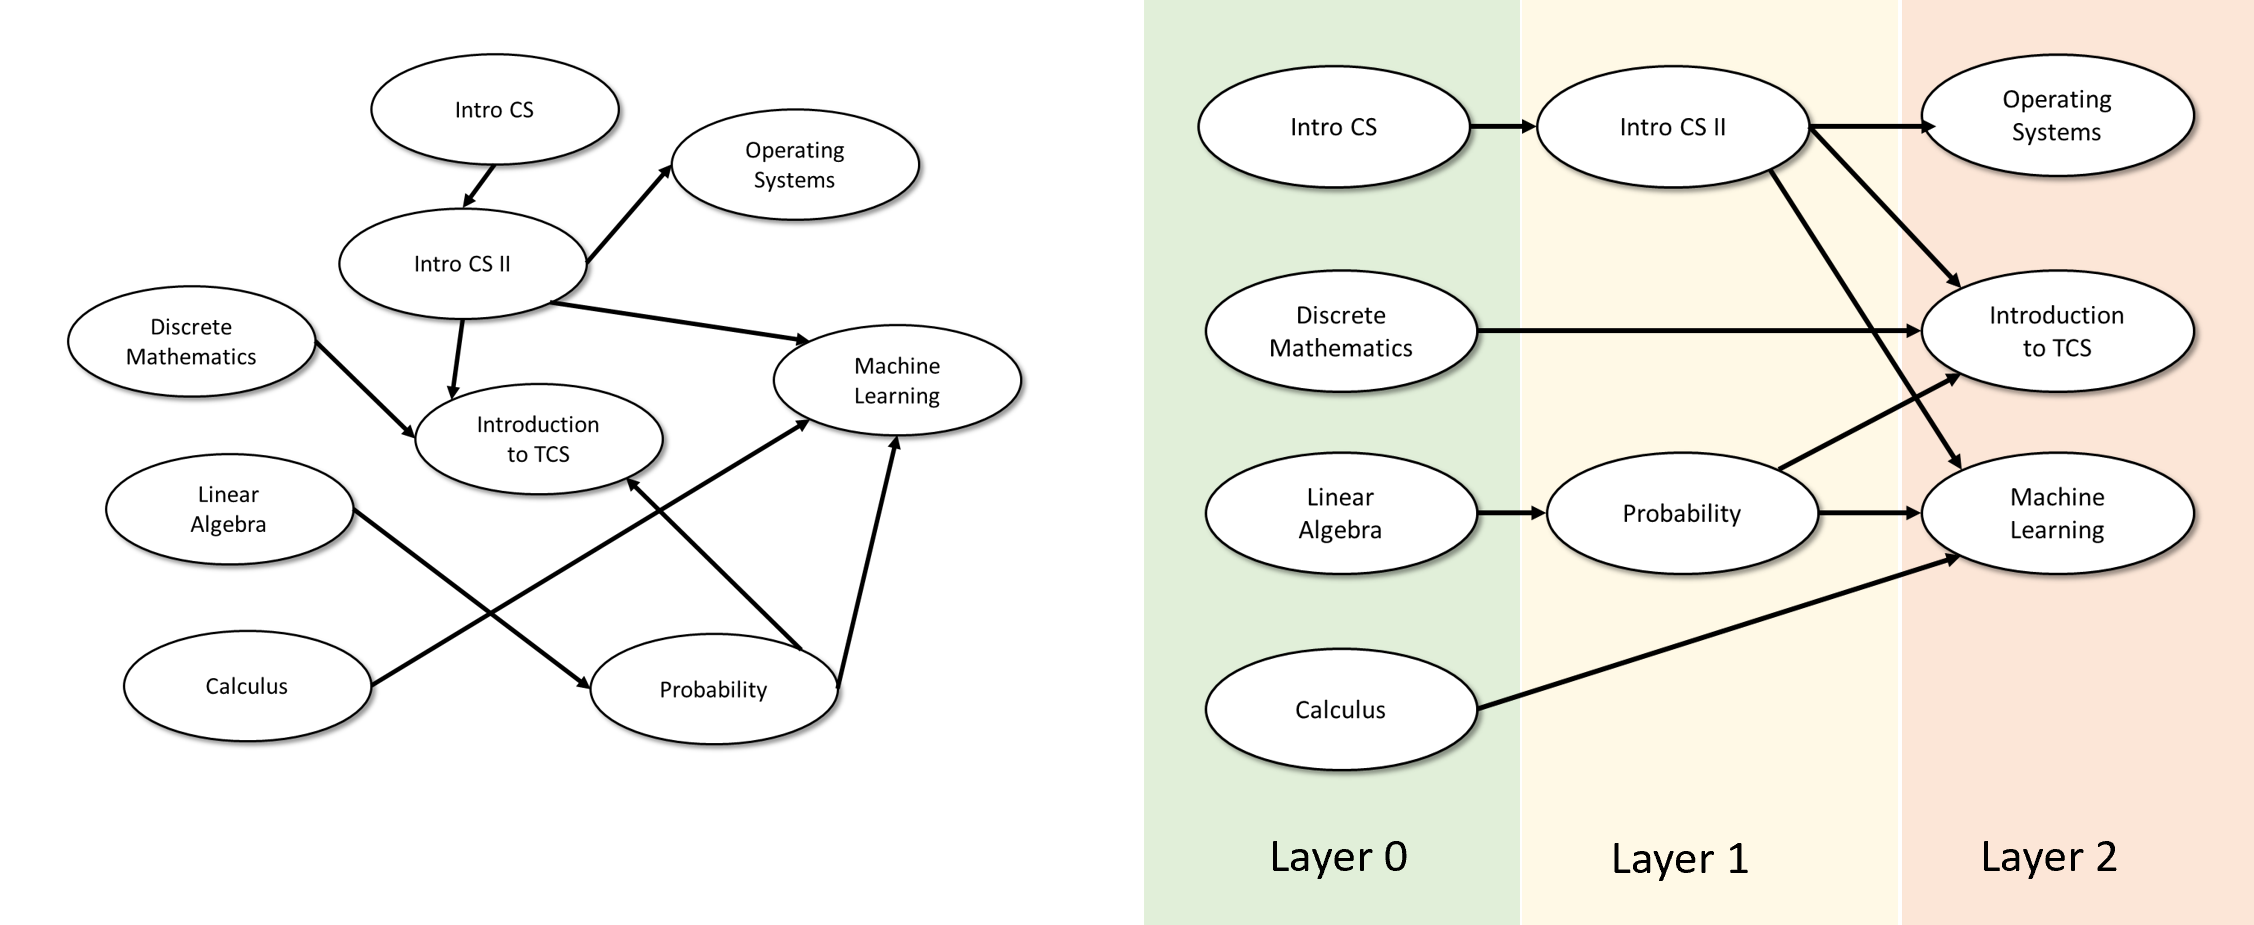 Intro CS
Operating
Systems
Intro CS II
Discrete
Mathematics
Machine
Learning
Introduction
to TCS
Linear
Algebra
Calculus
Probability
Intro CS
Intro CS II
Operating
Systems
Discrete
Mathematics
Introduction
to TCS
Linear
Algebra
Probability
Machine
Learning
Calculus
Layer 0
Layer 1
Layer 2